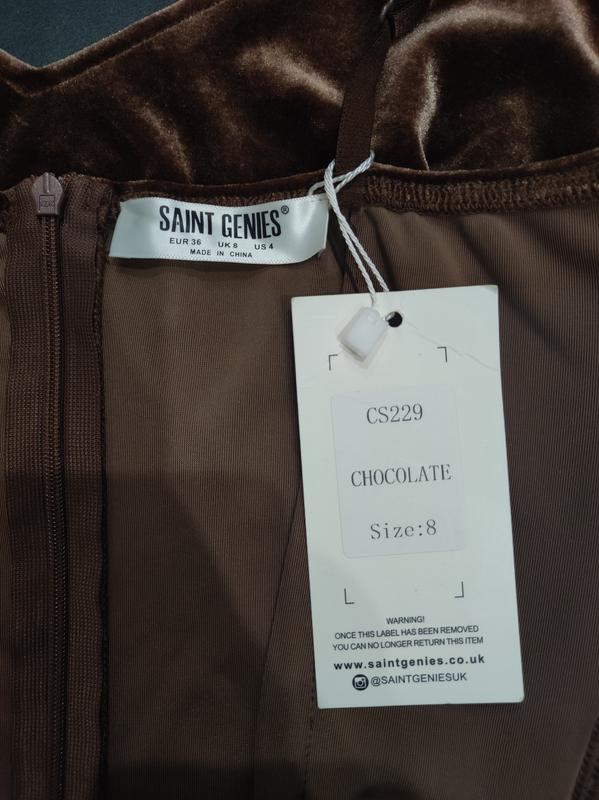 SAINT GENIES®
EUR 36 UK 8 US 4
MADE IN CHINA
CS229
CHOCOLATE
Size:8
WARNING!
ONCE THIS LABEL HAS BEEN REMOVED
YOU CAN NO LONGER RETURN THIS ITEM
www.saintgenies.co.uk
@SAINTGENIESUK